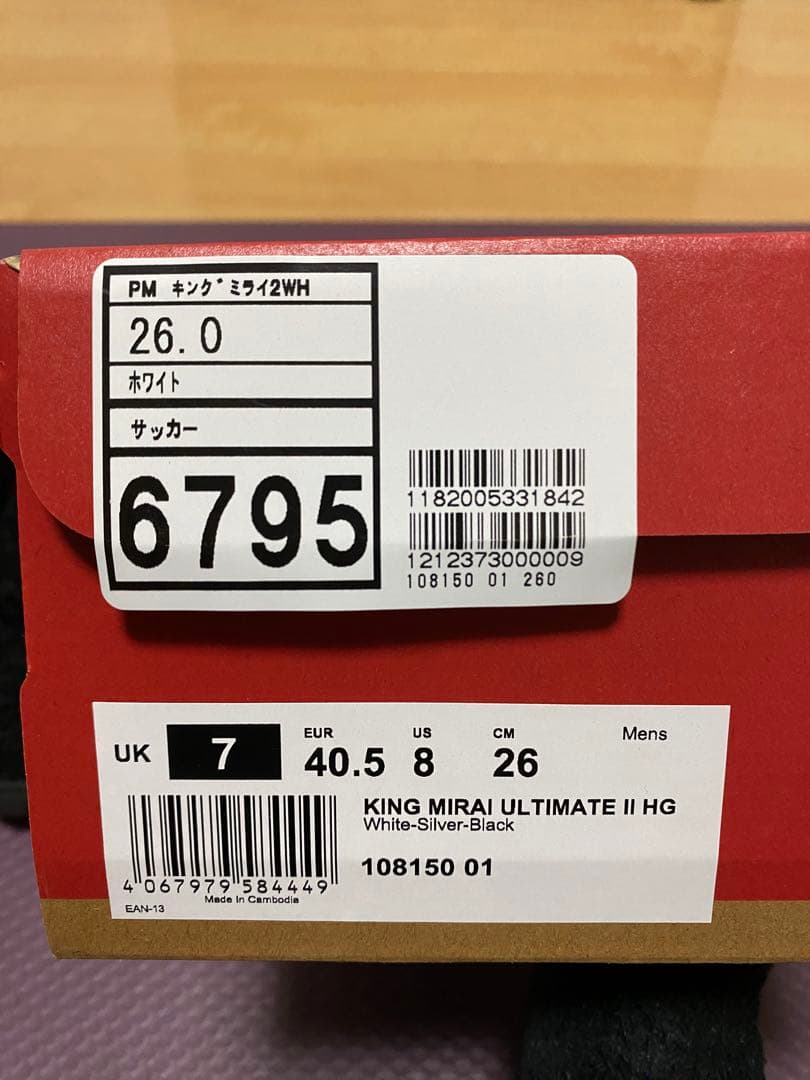 PM キングミライ2WH
26.0
ホワイト
サッカー
6795
1182005331842
1212373000009
108150 01 260
UK 7
EUR 40.5
US 8
CM 26
Mens
KING MIRAI ULTIMATE II HG
White-Silver-Black
108150 01
4 067979 584449
Made in Cambodia
EAN-13